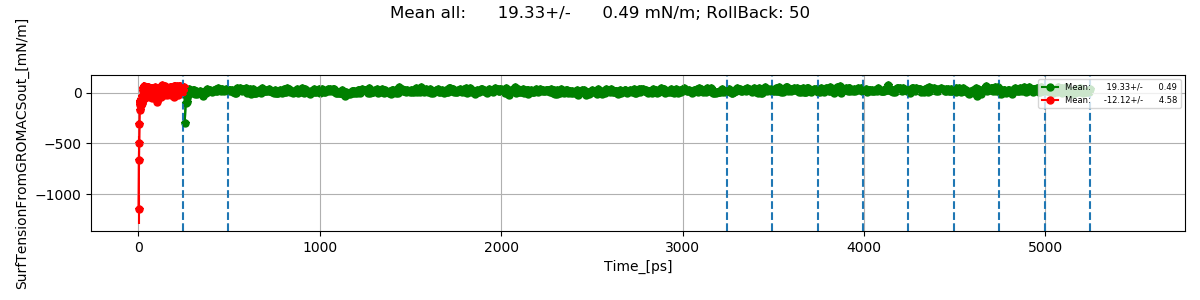 Mean all:      19.33+/-      0.49 mN/m; RollBack: 50
SurfTensionFromGROMACSout_[mN/m]
0
−500
−1000
Mean:      19.33+/-      0.49
Mean:     -12.12+/-      4.58
0 1000 2000 3000 4000 5000
Time_[ps]